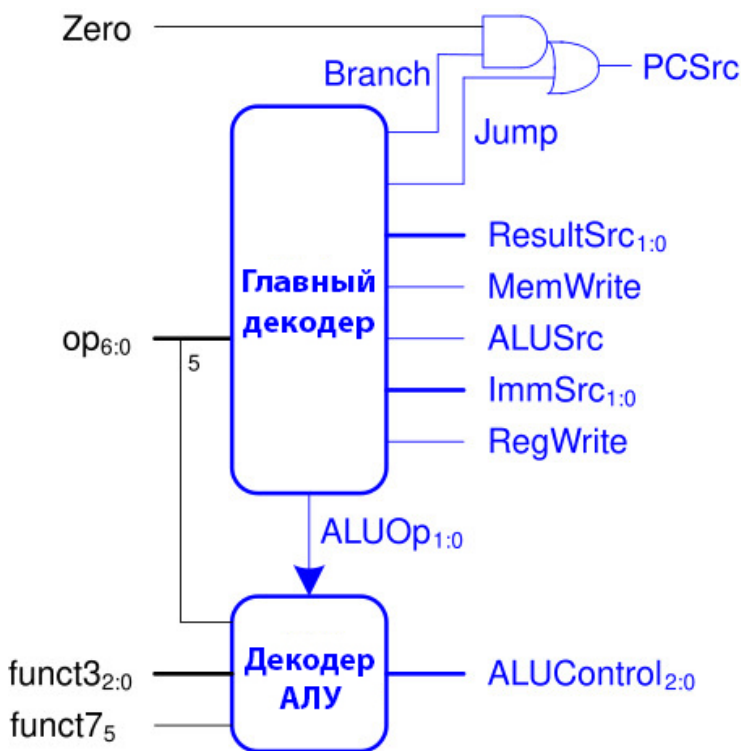 Zero
Branch
PCSrc
Jump
ResultSrc1:0
Главный
декодер
MemWrite
op6:0
5
ALUSrc
ImmSrc1:0
RegWrite
ALUOp1:0
funct32:0
Декодер
АЛУ
ALUControl2:0
funct75